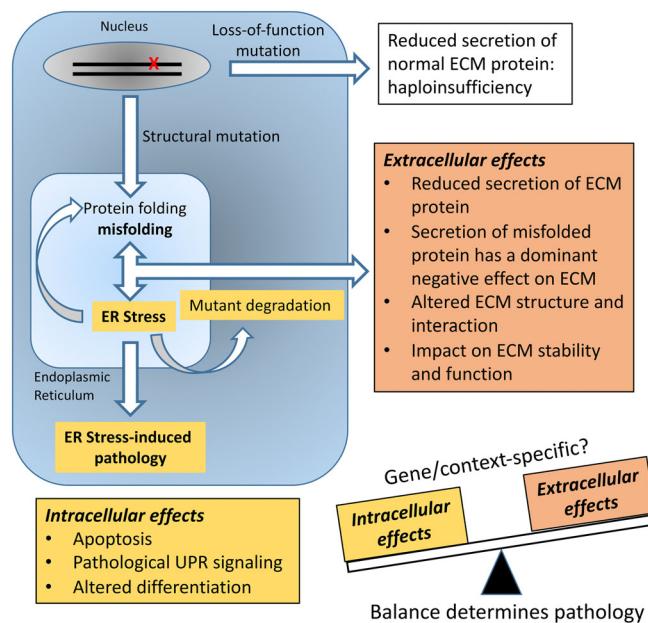 Nucleus
X
Loss-of-function
mutation
Reduced secretion of
normal ECM protein:
haploinsufficiency
Structural mutation
Protein folding
misfolding
ER Stress
Mutant degradation
Endoplasmic
Reticulum
ER Stress-induced
pathology
Extracellular effects
• Reduced secretion of ECM
protein
• Secretion of misfolded
protein has a dominant
negative effect on ECM
• Altered ECM structure and
interaction
• Impact on ECM stability
and function
Intracellular effects
• Apoptosis
• Pathological UPR signaling
• Altered differentiation
Gene/context-specific?
Intracellular
effects
Extracellular
effects
Balance determines pathology